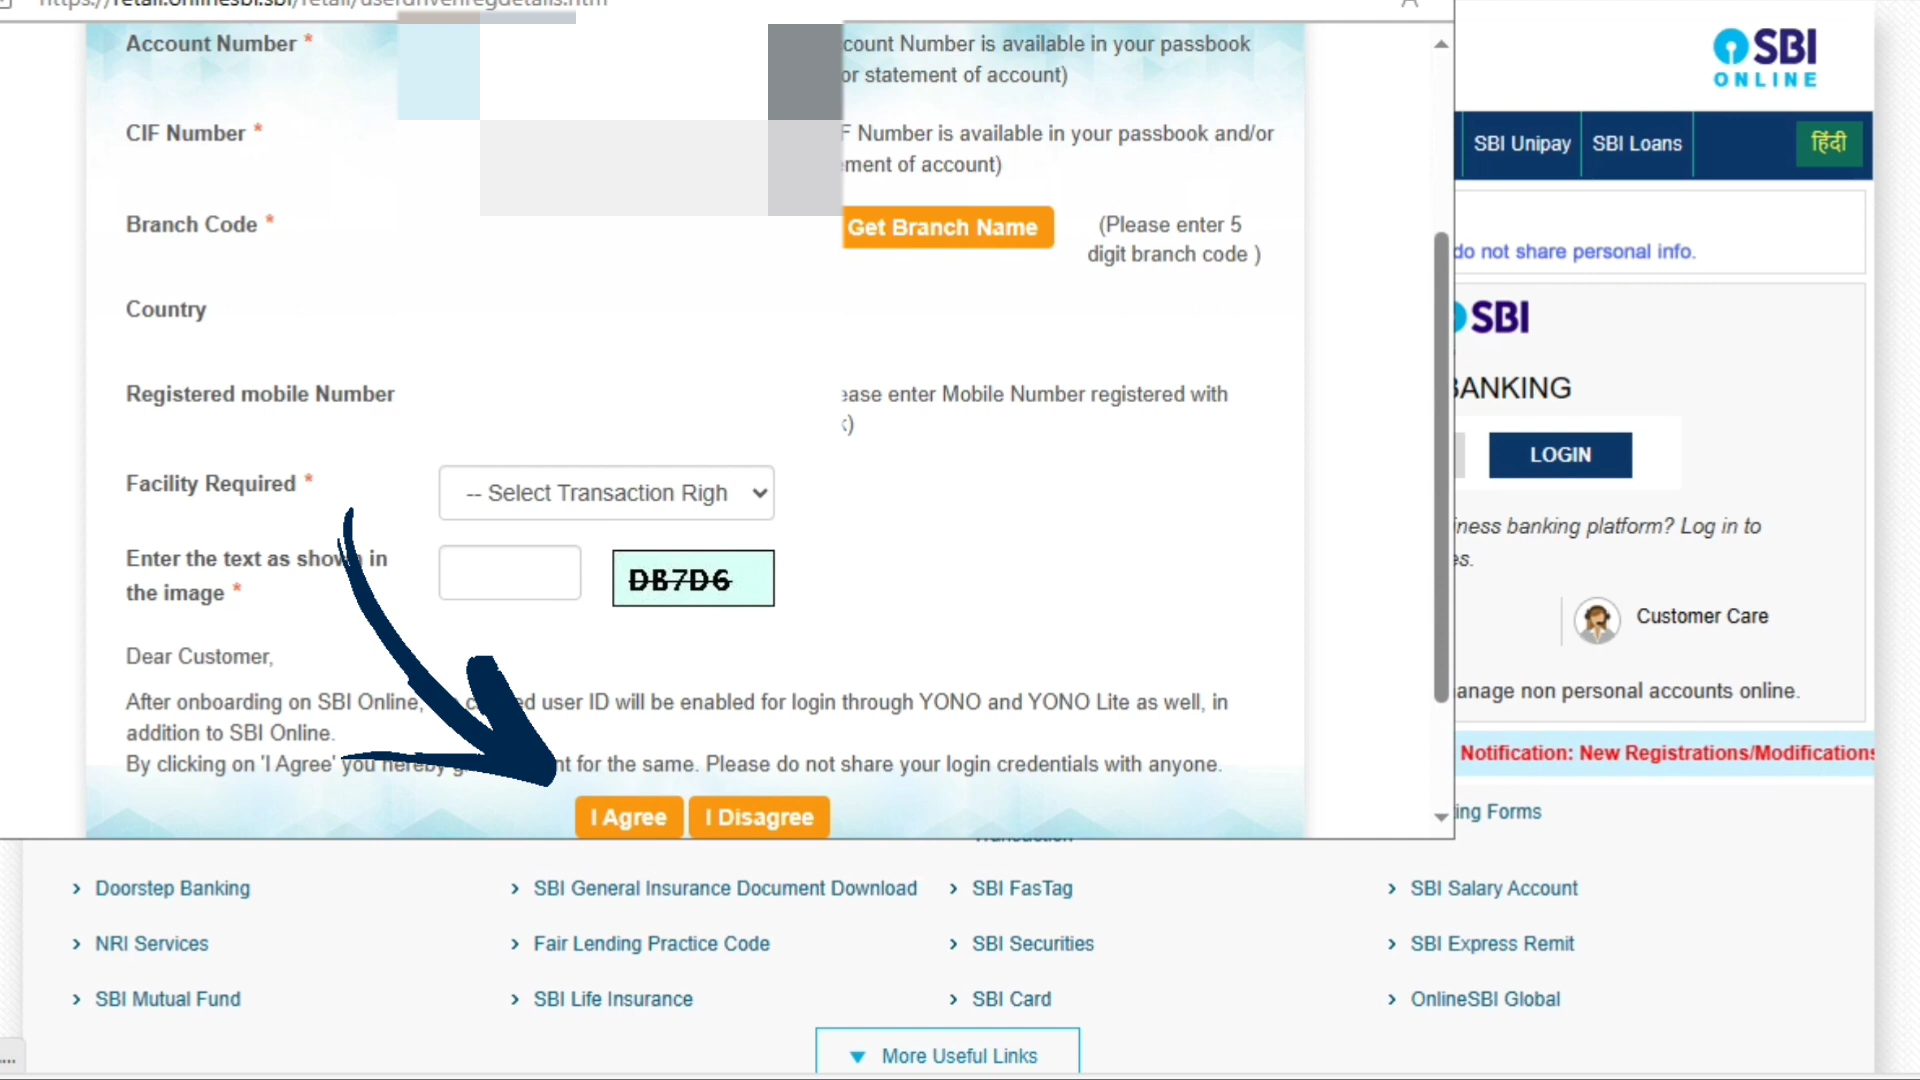 Account Number *
count Number is available in your passbook
or statement of account)
CIF Number *
F Number is available in your passbook and/or
ment of account)
Branch Code *
Get Branch Name
(Please enter 5
digit branch code )
Country
Registered mobile Number
ease enter Mobile Number registered with
k)
Facility Required *
-- Select Transaction Righ
Enter the text as shown in
the image *
DB7D6
Dear Customer,
After onboarding on SBI Online, ed user ID will be enabled for login through YONO and YONO Lite as well, in
addition to SBI Online.
By clicking on 'I Agree' you hereby nt for the same. Please do not share your login credentials with anyone.
I Agree
I Disagree
SBI
ONLINE
SBI Unipay
SBI Loans
हिंदी
do not share personal info.
SBI
BANKING
LOGIN
iness banking platform? Log in to
es.
Customer Care
anage non personal accounts online.
Notification: New Registrations/Modifications
ing Forms
Doorstep Banking
SBI General Insurance Document Download
SBI FasTag
SBI Salary Account
NRI Services
Fair Lending Practice Code
SBI Securities
SBI Express Remit
SBI Mutual Fund
SBI Life Insurance
SBI Card
OnlineSBI Global
More Useful Links